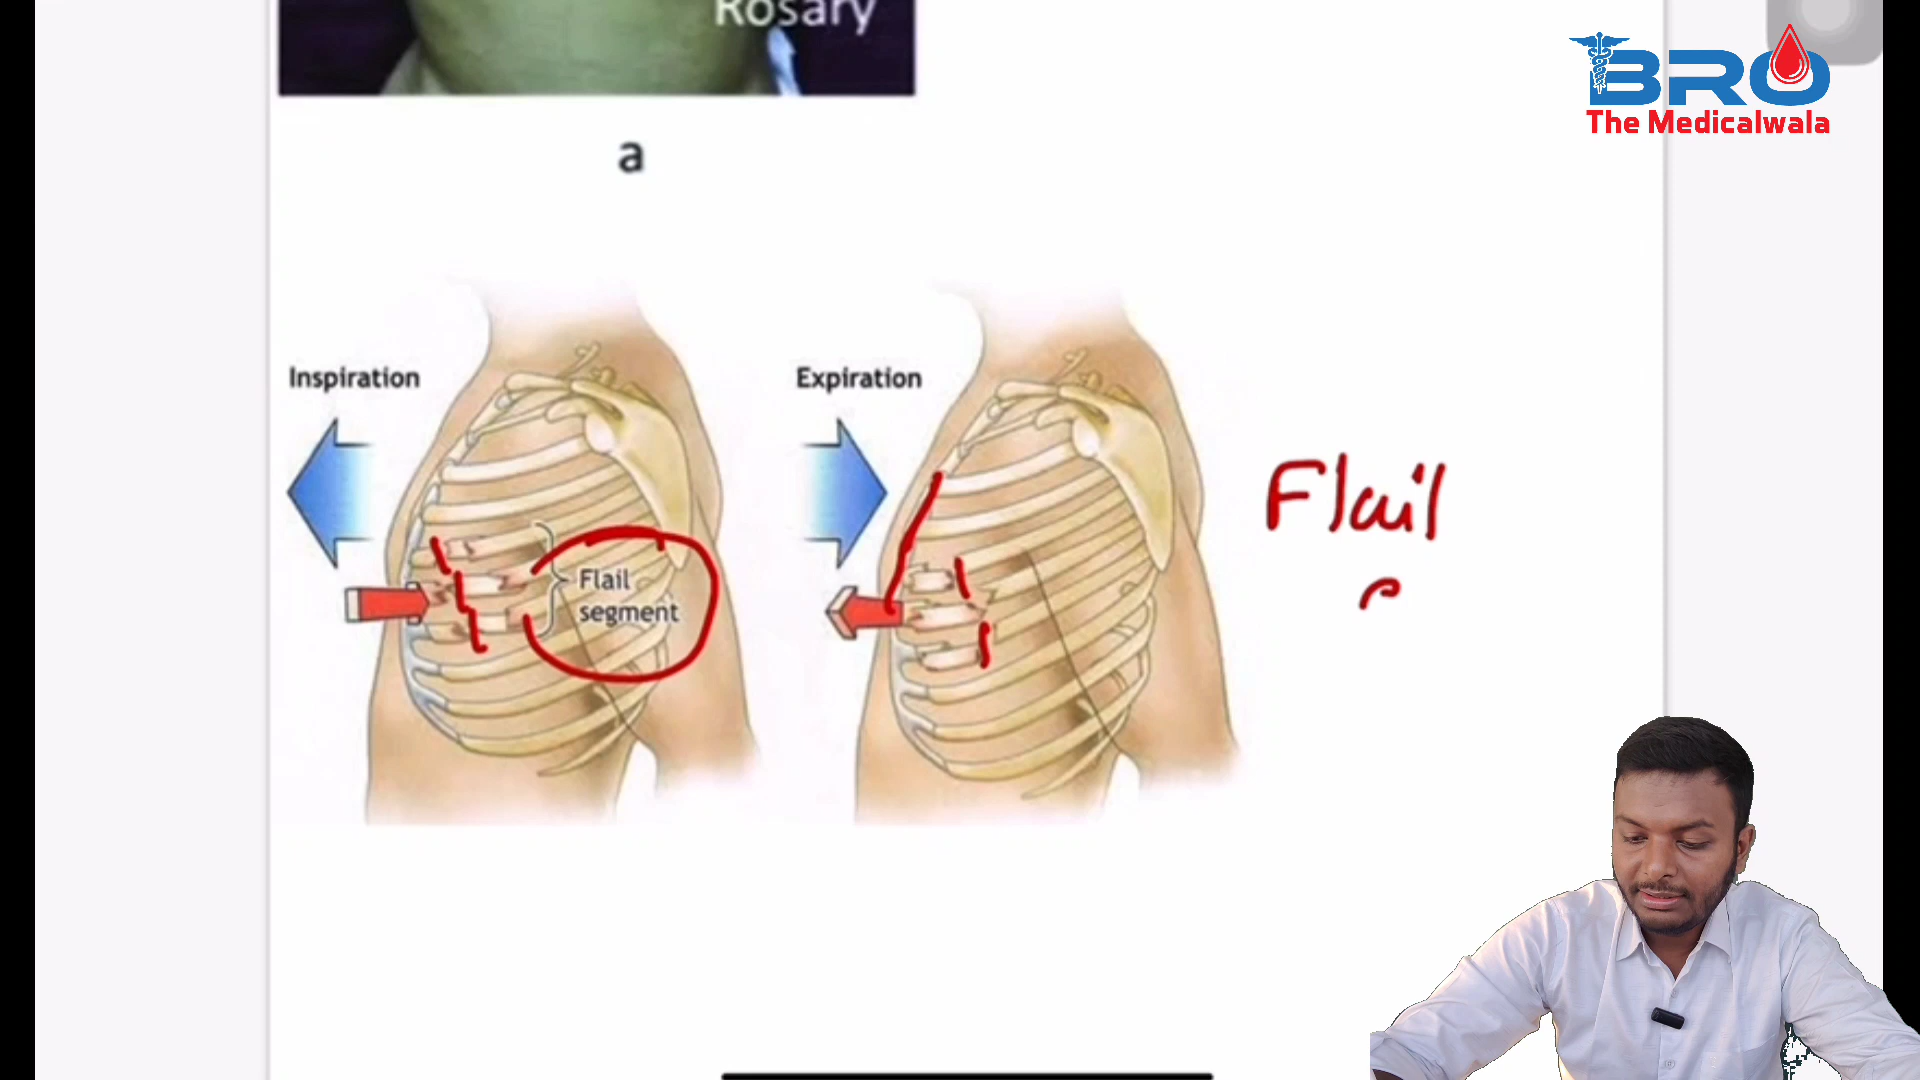 Rosary
BRO
The Medicalwala
a
Inspiration
Expiration
Flail
segment
Flail